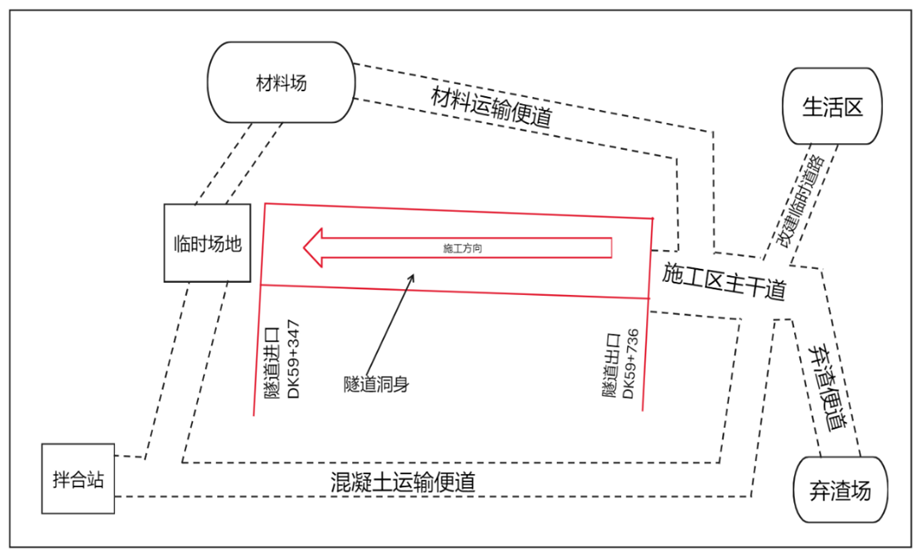 材料场
材料运输便道
生活区
改建临时道路
临时场地
施工方向
施工区主干道
隧道进口
DK59+347
隧道洞身
隧道出口
DK59+736
弃渣便道
拌合站
混凝土运输便道
弃渣场